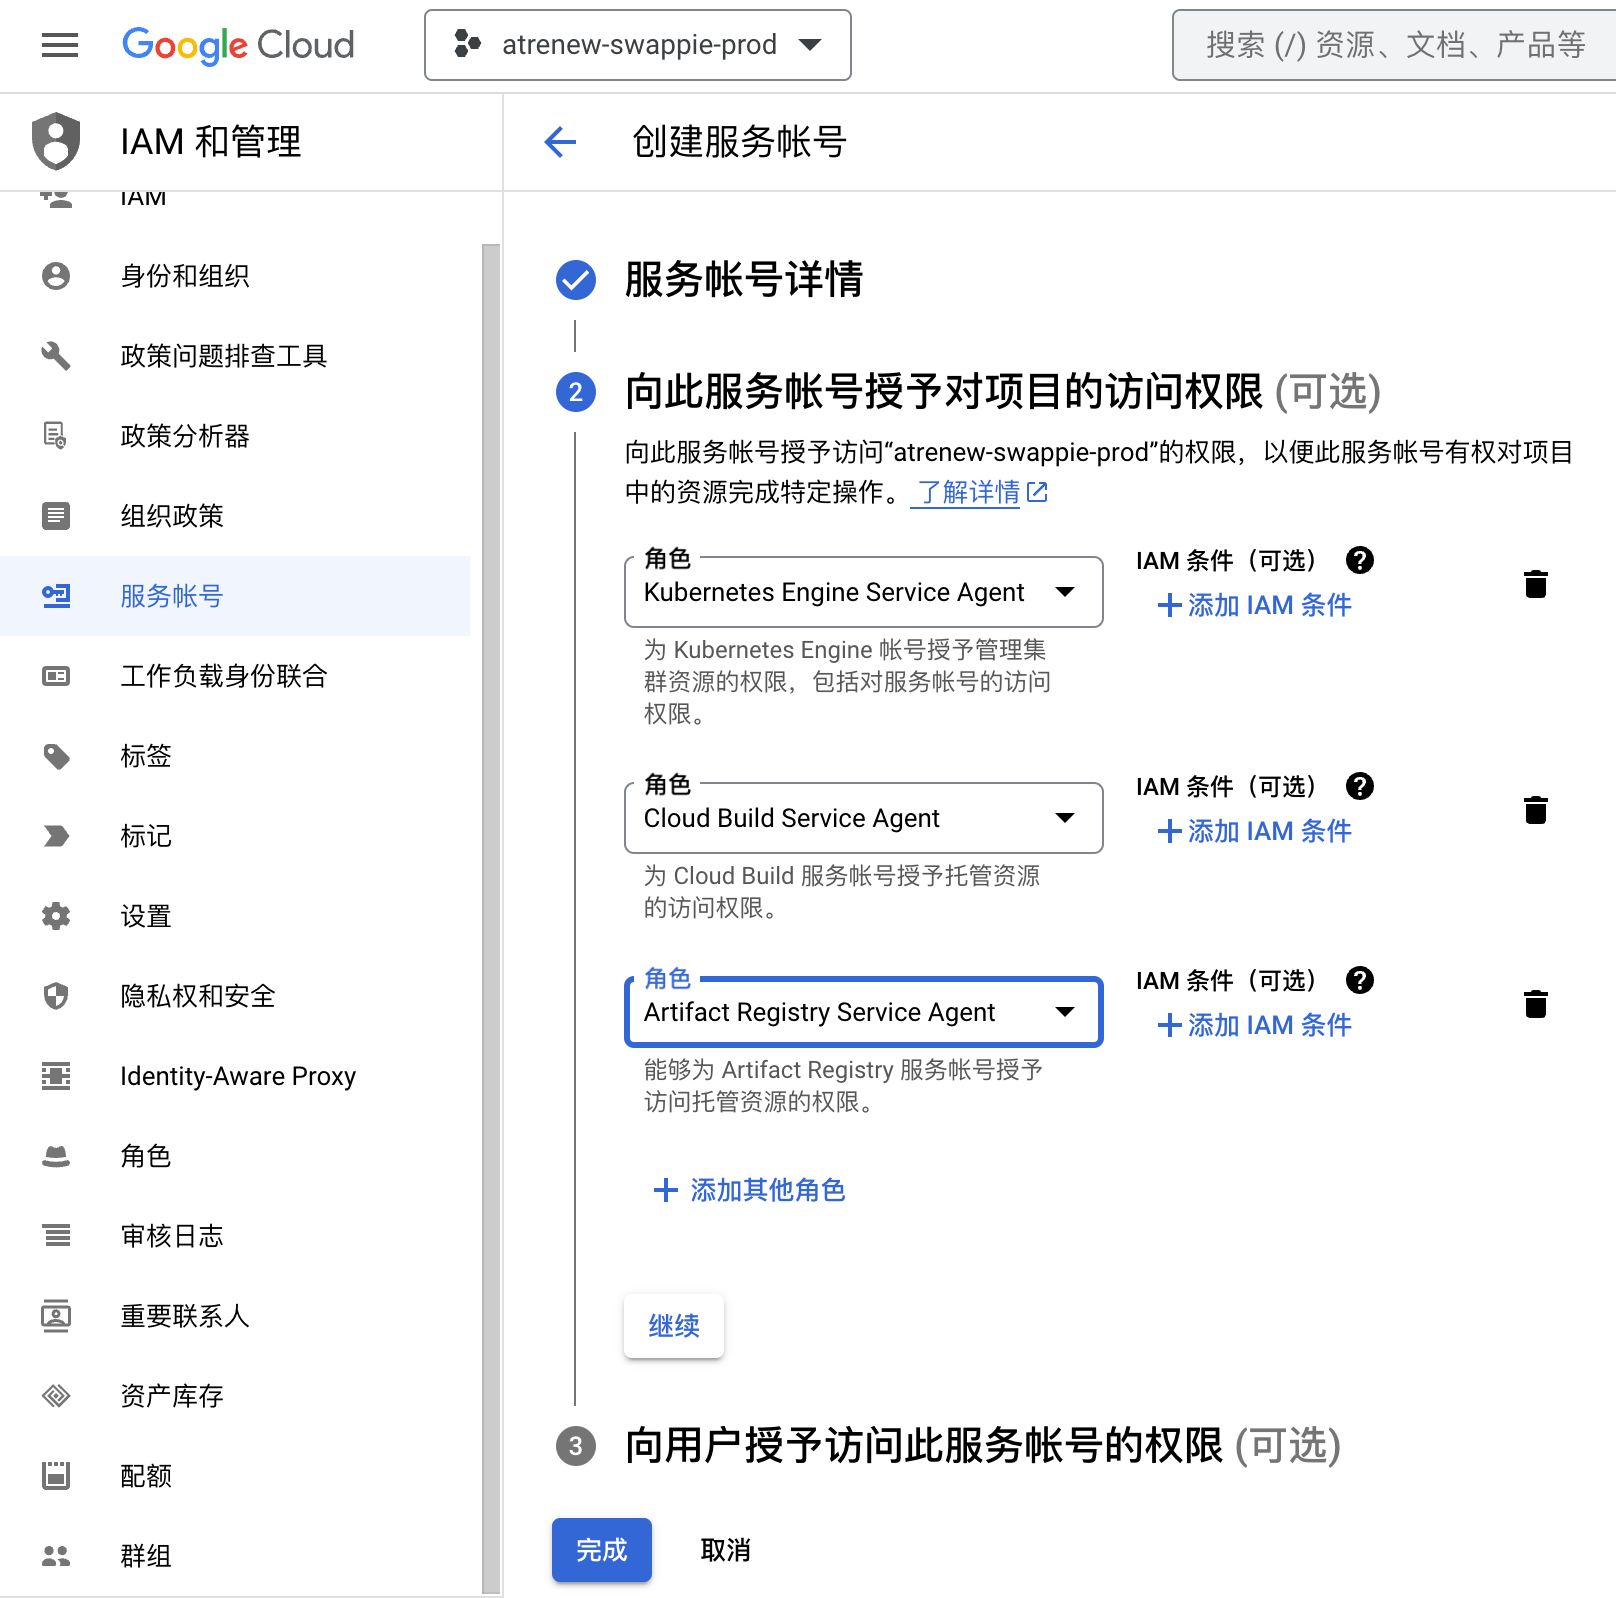 Google Cloud
atrenew-swappie-prod
搜索 (/) 资源、文档、产品等
IAM 和管理
创建服务帐号
IAM
身份和组织
政策问题排查工具
政策分析器
组织政策
服务帐号
工作负载身份联合
标签
标记
设置
隐私权和安全
Identity-Aware Proxy
角色
审核日志
重要联系人
资产库存
配额
群组
服务帐号详情
2
向此服务帐号授予对项目的访问权限 (可选)
向此服务帐号授予访问“atrenew-swappie-prod”的权限，以便此服务帐号有权对项目
中的资源完成特定操作。 了解详情
角色
Kubernetes Engine Service Agent
IAM 条件（可选） ?
+ 添加 IAM 条件
为 Kubernetes Engine 帐号授予管理集
群资源的权限，包括对服务帐号的访问
权限。
角色
Cloud Build Service Agent
IAM 条件（可选） ?
+ 添加 IAM 条件
为 Cloud Build 服务帐号授予托管资源
的访问权限。
角色
Artifact Registry Service Agent
IAM 条件（可选） ?
+ 添加 IAM 条件
能够为 Artifact Registry 服务帐号授予
访问托管资源的权限。
+ 添加其他角色
继续
3
向用户授予访问此服务帐号的权限 (可选)
完成
取消